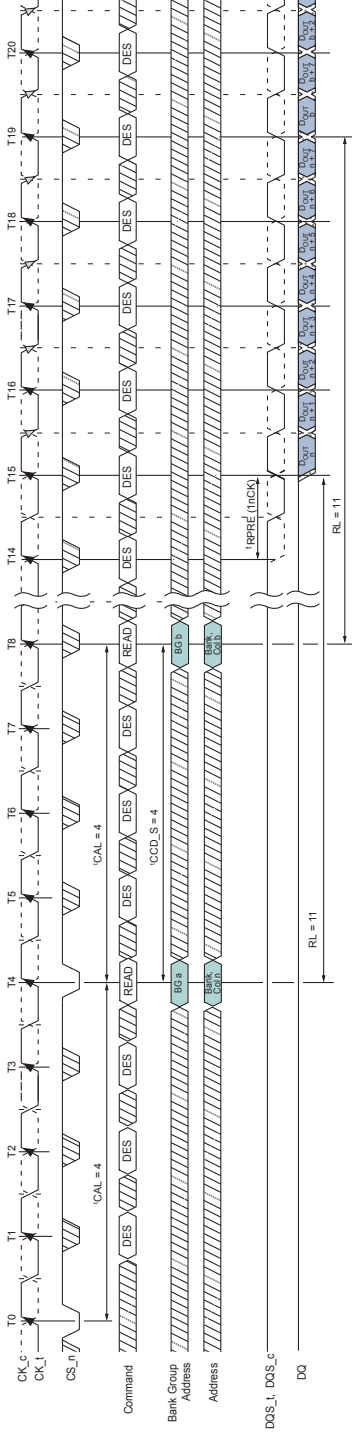 T0 T1 T2 T3 T4 T5 T6 T7 T8 T14 T15 T16 T17 T18 T19 T20
CK_c
CK_t
CS_n
tCAL = 4 tCAL = 4
Command DES DES DES READ DES DES DES READ DES DES DES DES DES DES DES
tCCD_S = 4
Bank Group
Address
BG a BG b
Address
Bank,
Col n
Bank,
Col b
tRPRE (1nCK)
DQS_t, DQS_c
DQ
DOUT
n
DOUT
n + 1
DOUT
n + 2
DOUT
n + 3
DOUT
n + 4
DOUT
n + 5
DOUT
n + 6
DOUT
n + 7
DOUT
b
DOUT
b + 7
DOUT
b + 2
RL = 11
RL = 11